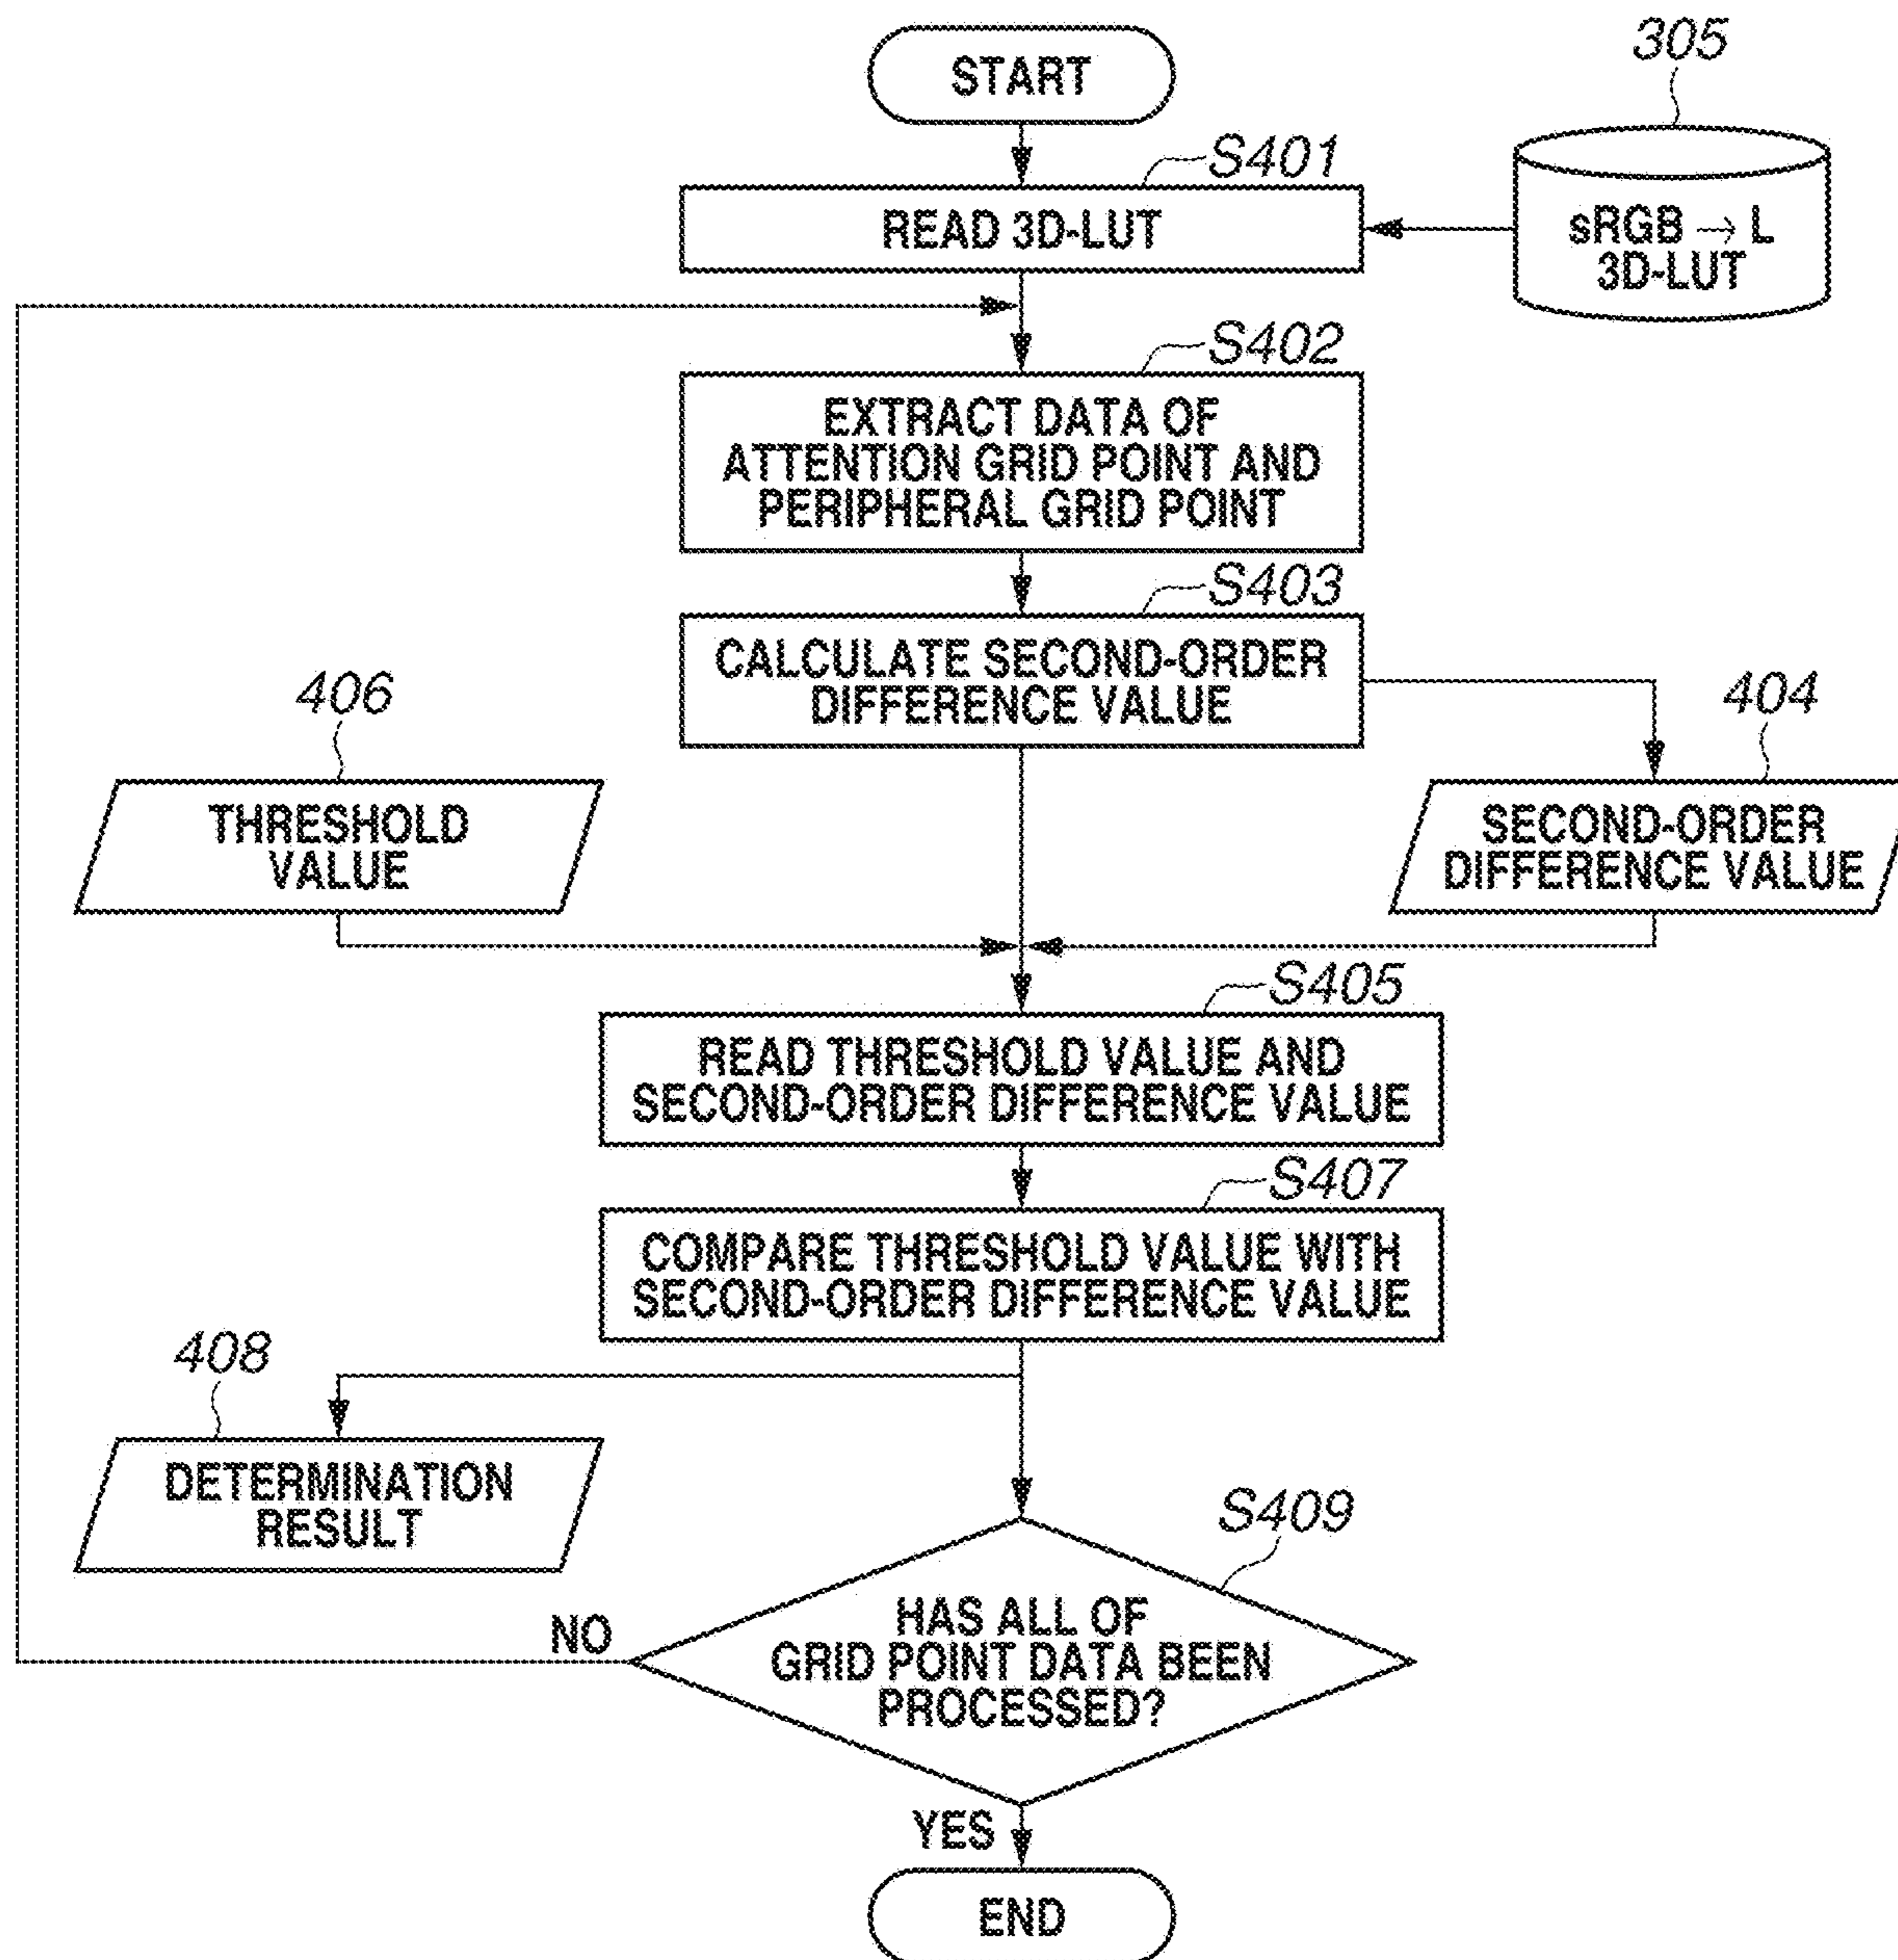 START
305
S401
READ 3D-LUT
sRGB → L
3D-LUT
S402
EXTRACT DATA OF
ATTENTION GRID POINT AND
PERIPHERAL GRID POINT
S403
CALCULATE SECOND-ORDER
DIFFERENCE VALUE
406
THRESHOLD
VALUE
404
SECOND-ORDER
DIFFERENCE VALUE
S405
READ THRESHOLD VALUE AND
SECOND-ORDER DIFFERENCE VALUE
S407
COMPARE THRESHOLD VALUE WITH
SECOND-ORDER DIFFERENCE VALUE
408
DETERMINATION
RESULT
S409
HAS ALL OF
GRID POINT DATA BEEN
PROCESSED?
NO
YES
END